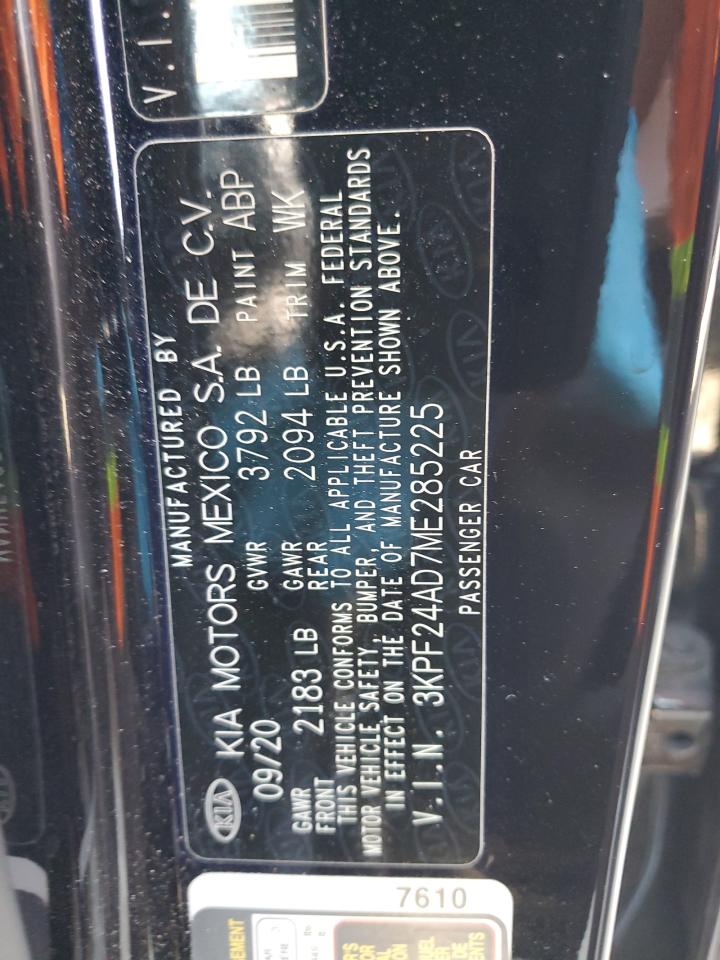 V.I.
MANUFACTURED BY
KIA KIA MOTORS MEXICO S.A. DE C.V.
09/20 GVWR 3792 LB PAINT ABP
GAWR FRONT 2183 LB GAWR REAR 2094 LB TRIM WK
THIS VEHICLE CONFORMS TO ALL APPLICABLE U.S.A. FEDERAL
MOTOR VEHICLE SAFETY, BUMPER, AND THEFT PREVENTION STANDARDS
IN EFFECT ON THE DATE OF MANUFACTURE SHOWN ABOVE.
V.I.N. 3KPF24AD7ME285225
PASSENGER CAR
7610
EMENT